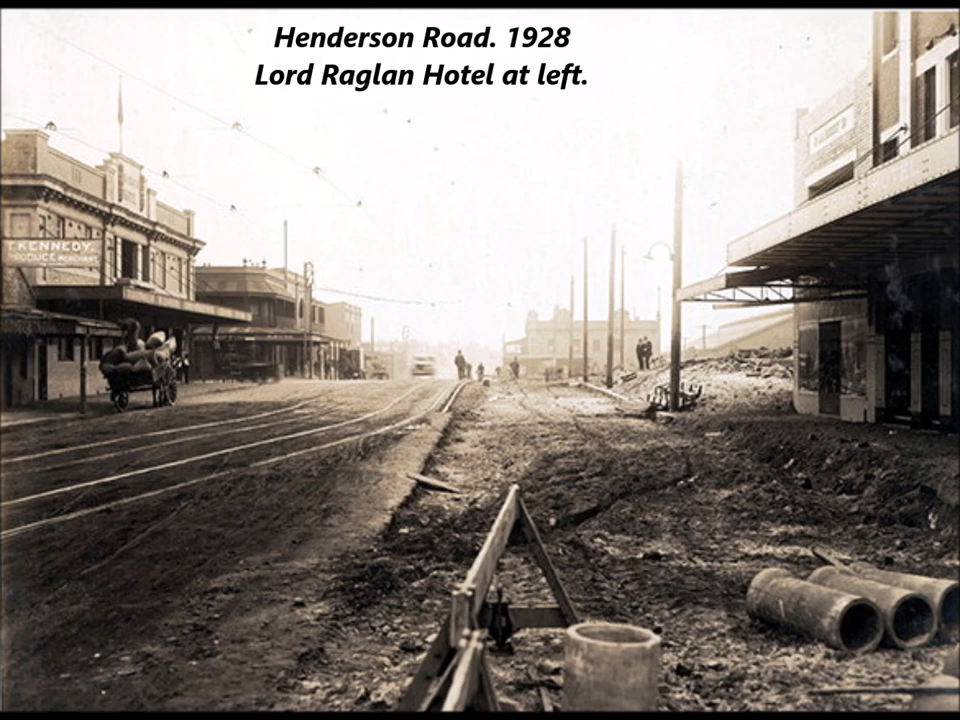 Henderson Road. 1928
Lord Raglan Hotel at left.
T. KENNEDY.
PRODUCE MERCHANT